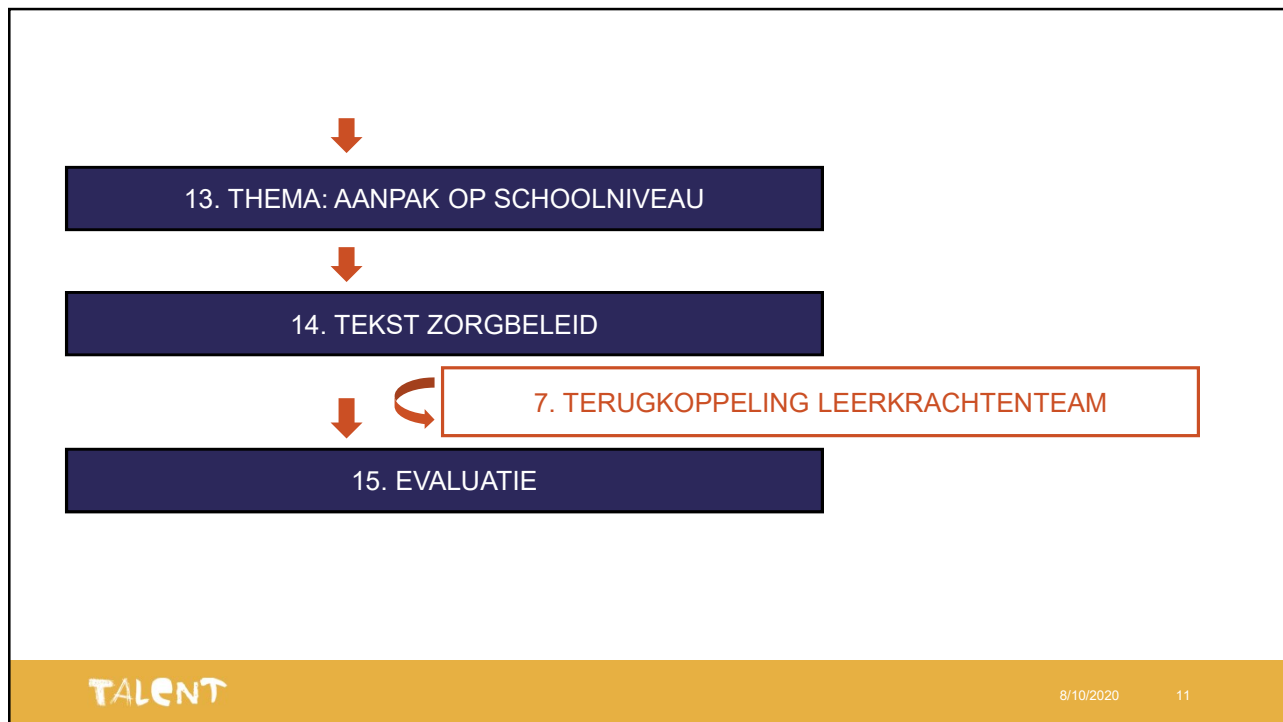 13. THEMA: AANPAK OP SCHOOLNIVEAU
14. TEKST ZORGBELEID
7. TERUGKOPPELING LEERKRACHTENTEAM
15. EVALUATIE
TALENT
8/10/2020
11